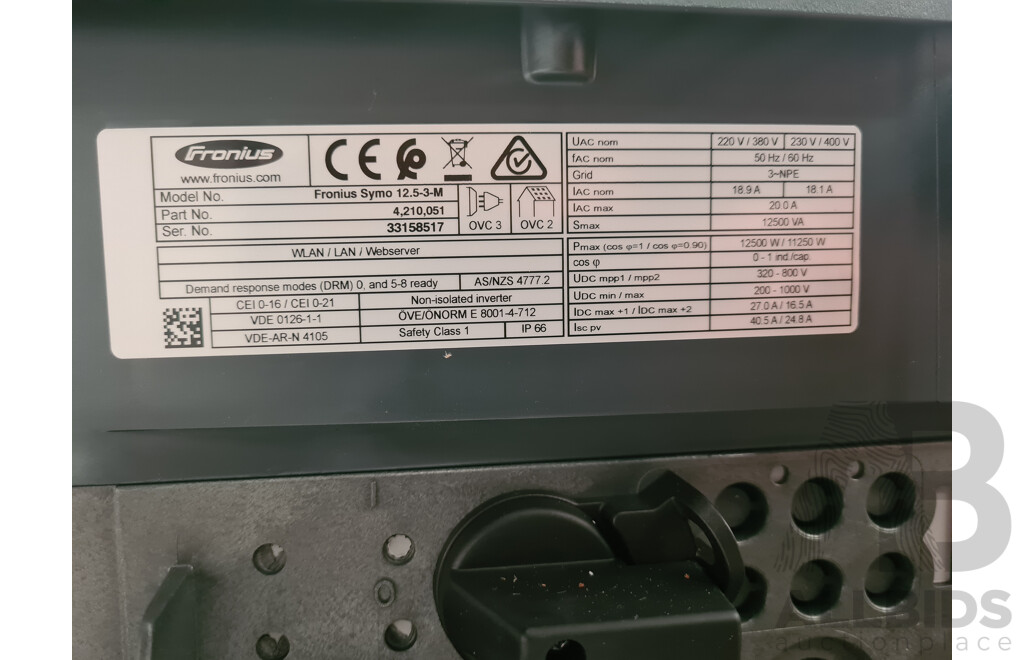 Fronius
www.fronius.com
Model No. Fronius Symo 12.5-3-M
Part No. 4,210,051
Ser. No. 33158517
OVC 3 OVC 2
WLAN / LAN / Webserver
Demand response modes (DRM) 0, and 5-8 ready AS/NZS 4777.2
CEI 0-16 / CEI 0-21 Non-isolated inverter
VDE 0126-1-1 ÖVE/ÖNORM E 8001-4-712
VDE-AR-N 4105 Safety Class 1 IP 66
UAC nom 220 V / 380 V 230 V / 400 V
fAC nom 50 Hz / 60 Hz
Grid 3~NPE
IAC nom 18.9 A 18.1 A
IAC max 20.0 A
Smax 12500 VA
Pmax (cos φ=1 / cos φ=0.90) 12500 W / 11250 W
cos φ 0 - 1 ind./cap.
UDC mpp1 / mpp2 320 - 800 V
UDC min / max 200 - 1000 V
IDC max +1 / IDC max +2 27.0 A / 16.5 A
Isc pv 40.5 A / 24.8 A
B
ALLBIDS
auctionplace